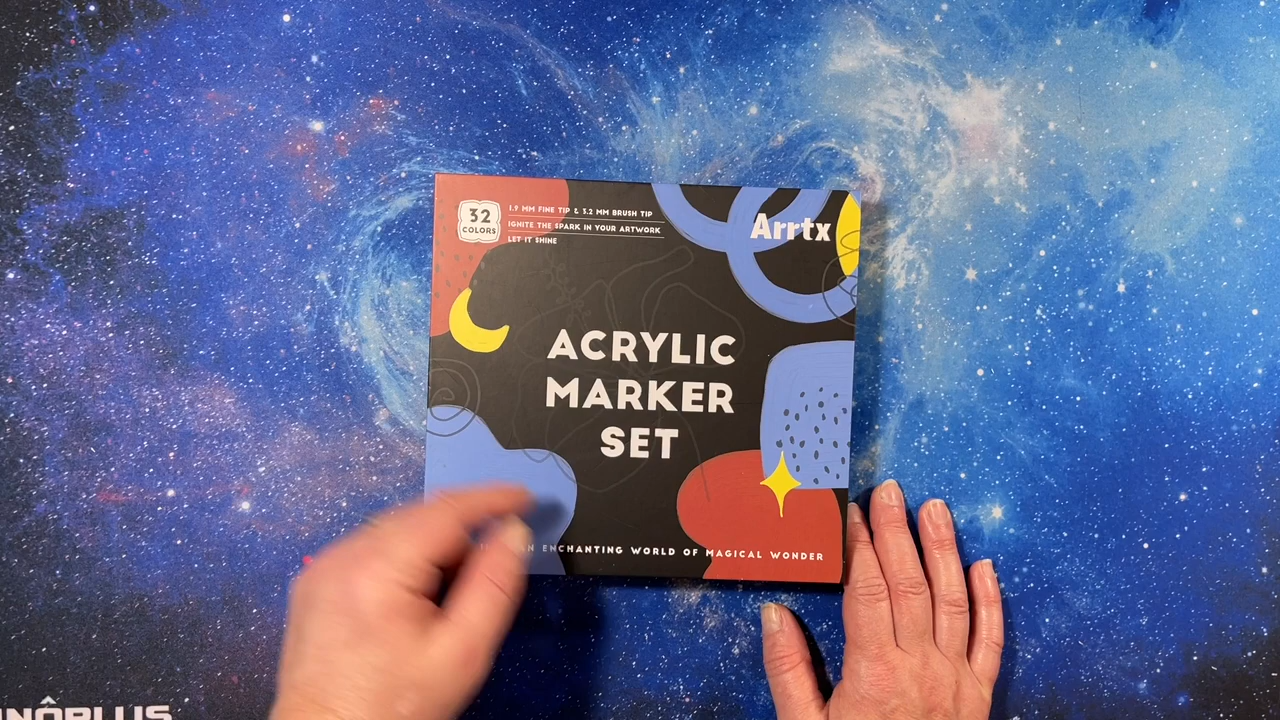 32
COLORS
1.9 MM FINE TIP & 3.2 MM BRUSH TIP
IGNITE THE SPARK IN YOUR ARTWORK
LET IT SHINE
Arrtx
ACRYLIC
MARKER
SET
ENCHANTING WORLD OF MAGICAL WONDER